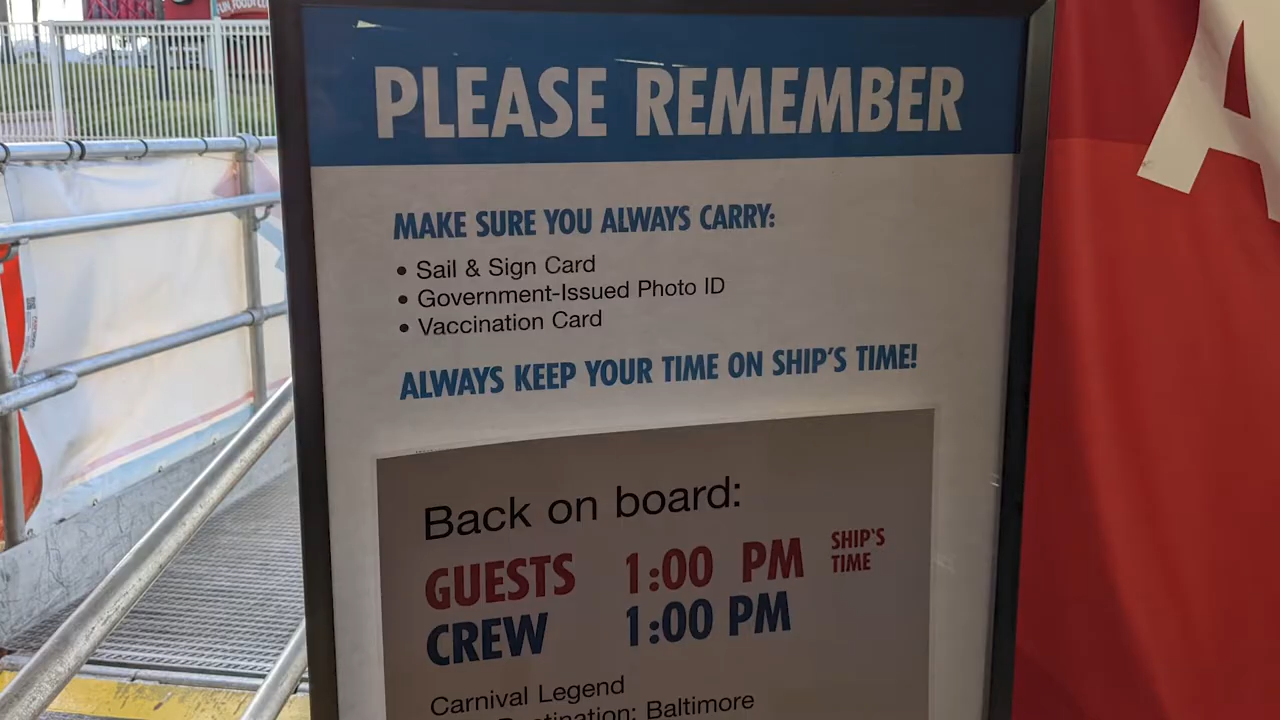 PLEASE REMEMBER
MAKE SURE YOU ALWAYS CARRY:
• Sail & Sign Card
• Government-Issued Photo ID
• Vaccination Card
ALWAYS KEEP YOUR TIME ON SHIP'S TIME!
Back on board:
GUESTS 1:00 PM SHIP'S TIME
CREW 1:00 PM
Carnival Legend
Destination: Baltimore